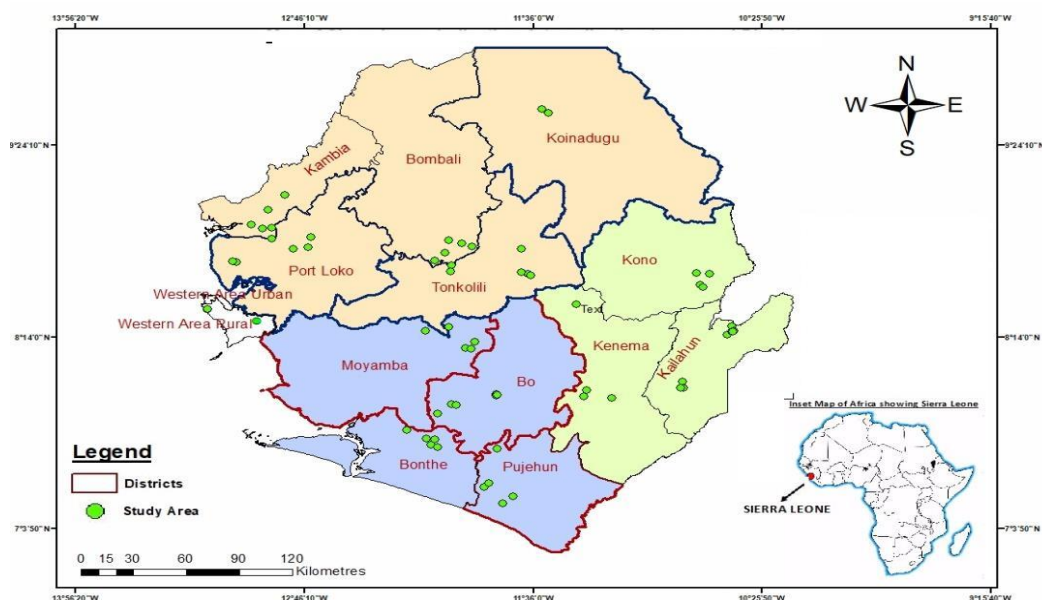 13°56'20"W 12°46'10"W 11°36'0"W 10°25'50"W 9°15'40"W
N
W E
S
Koinadugu
9°24'10"N 9°24'10"N
Kambia
Bombali
Kono
Port Loko
Tonkolili
Western Area Urban
Text
Western Area Rural
8°14'0"N 8°14'0"N
Kenema
Kailahun
Moyamba
Bo
Inset Map of Africa showing Sierra Leone
Legend
Bonthe
Pujehun
Districts
SIERRA LEONE
Study Area
7°3'50"N 7°3'50"N
0 15 30 60 90 120
Kilometres
13°56'20"W 12°46'10"W 11°36'0"W 10°25'50"W 9°15'40"W